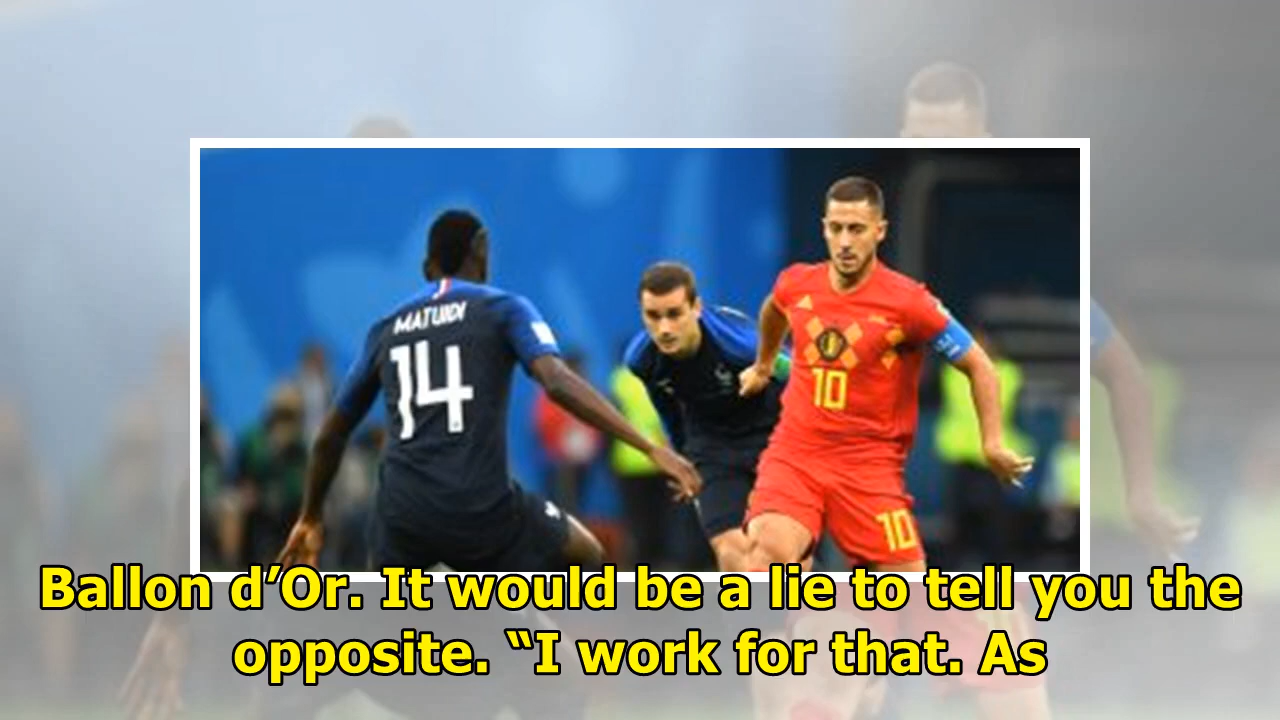 MATUIDI
14
10
10
Ballon d’Or. It would be a lie to tell you the
opposite. “I work for that. As